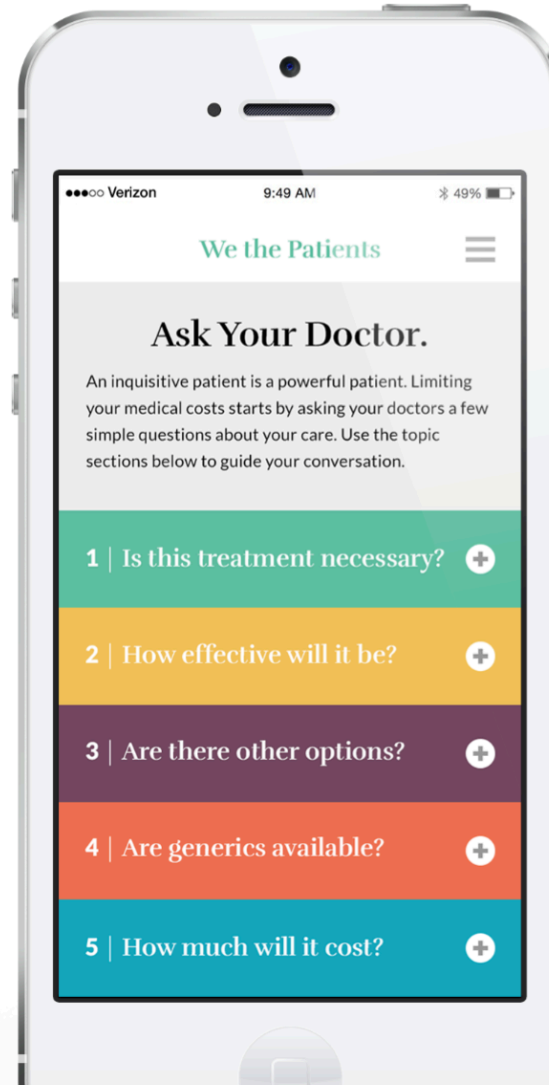 Verizon 9:49 AM 49%
We the Patients
Ask Your Doctor.
An inquisitive patient is a powerful patient. Limiting
your medical costs starts by asking your doctors a few
simple questions about your care. Use the topic
sections below to guide your conversation.
1 | Is this treatment necessary?
2 | How effective will it be?
3 | Are there other options?
4 | Are generics available?
5 | How much will it cost?